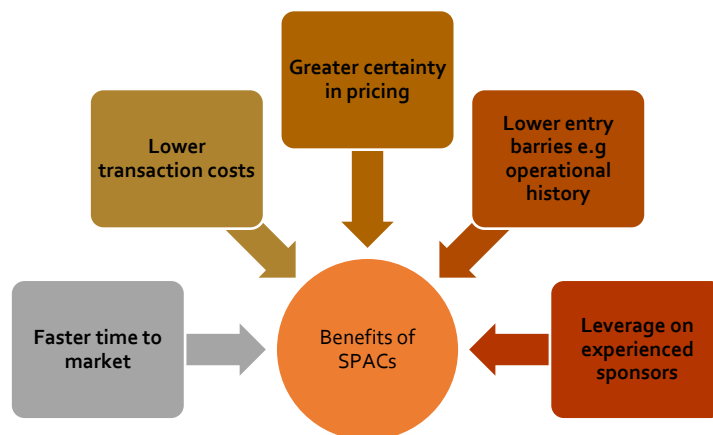 Greater certainty
in pricing
Lower
transaction costs
Lower entry
barries e.g
operational
history
Faster time to
market
Benefits of
SPACs
Leverage on
experienced
sponsors